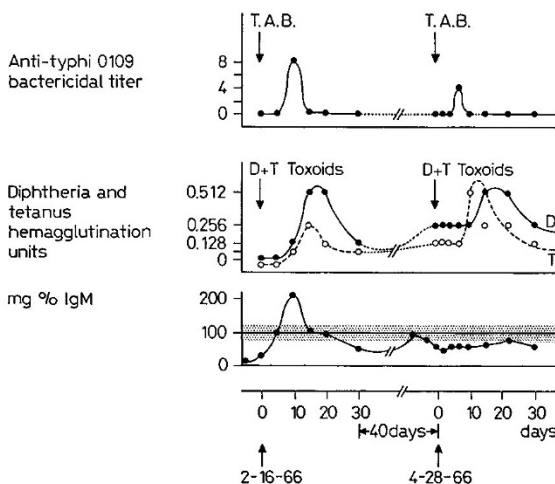 T. A. B.
T. A. B.
Anti-typhi 0109
bactericidal titer
8
4
0
D+T Toxoids
D+T Toxoids
Diphtheria and
tetanus
hemagglutination
units
0.512
0.256
0.128
0
D
T
mg % IgM
200
100
0
0 10 20 30
0 10 20 30
40days
days
2-16-66
4-28-66